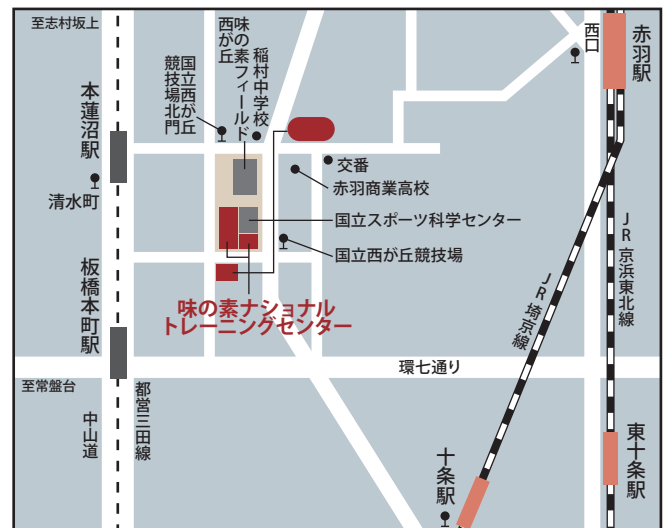 至志村坂上
本蓮沼駅
清水町
板橋本町駅
至常盤台
中山道
都営三田線
国立西が丘
競技場北門
味の素フィールド
西が丘
稲村中学校
交番
赤羽商業高校
国立スポーツ科学センター
国立西が丘競技場
味の素ナショナル
トレーニングセンター
環七通り
西口
赤羽駅
JR京浜東北線
JR埼京線
十条駅
東十条駅